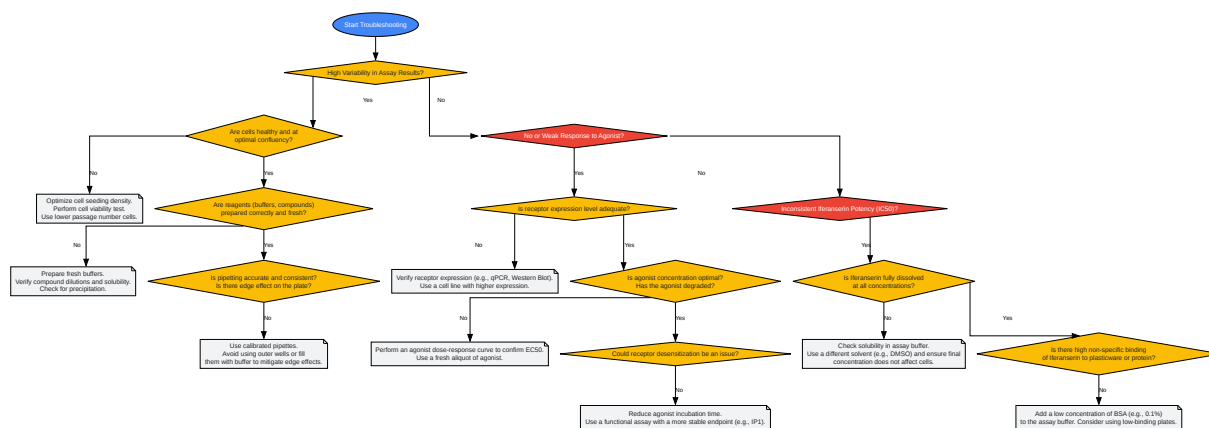 Start Troubleshooting
High Variability in Assay Results?
Yes
No
Are cells healthy and at
optimal confluency?
No or Weak Response to Agonist?
No
Yes
Yes
No
Optimize cell seeding density.
Perform cell viability test.
Use lower passage number cells.
Are reagents (buffers, compounds)
prepared correctly and fresh?
Is receptor expression level adequate?
Inconsistent Iferanserin Potency (IC50)?
No
Yes
No
Yes
Yes
Prepare fresh buffers.
Verify compound dilutions and solubility.
Check for precipitation.
Is pipetting accurate and consistent?
Is there edge effect on the plate?
Verify receptor expression (e.g., qPCR, Western Blot).
Use a cell line with higher expression.
Is agonist concentration optimal?
Has the agonist degraded?
Is Iferanserin fully dissolved
at all concentrations?
No
No
Yes
No
Yes
Use calibrated pipettes.
Avoid using outer wells or fill
them with buffer to mitigate edge effects.
Perform an agonist dose-response curve to confirm EC50.
Use a fresh aliquot of agonist.
Could receptor desensitization be an issue?
Check solubility in assay buffer.
Use a different solvent (e.g., DMSO) and ensure final
concentration does not affect cells.
Is there high non-specific binding
of Iferanserin to plasticware or protein?
No
No
Reduce agonist incubation time.
Use a functional assay with a more stable endpoint (e.g., IP1).
Add a low concentration of BSA (e.g., 0.1%)
to the assay buffer. Consider using low-binding plates.